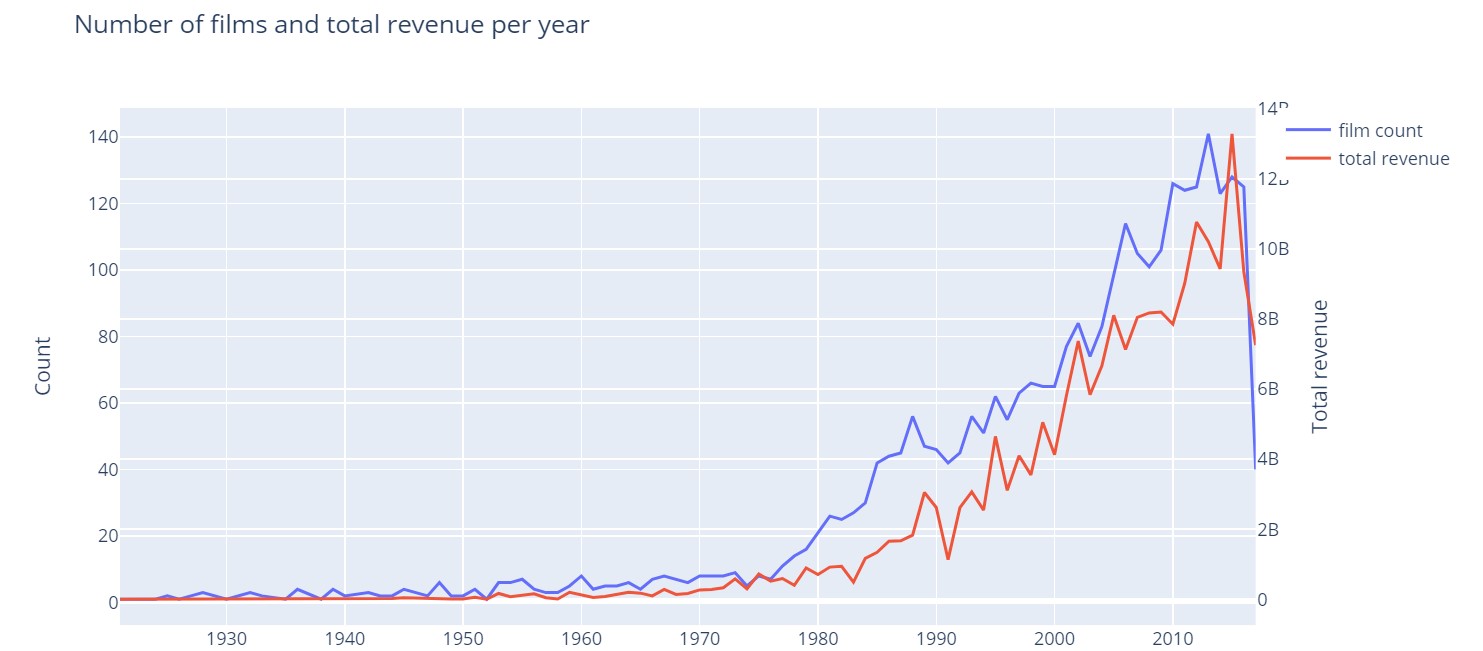 Number of films and total revenue per year
140
120
100
80
60
40
20
0
Count
14B
12B
10B
8B
6B
4B
2B
0
Total revenue
film count
total revenue
1930 1940 1950 1960 1970 1980 1990 2000 2010